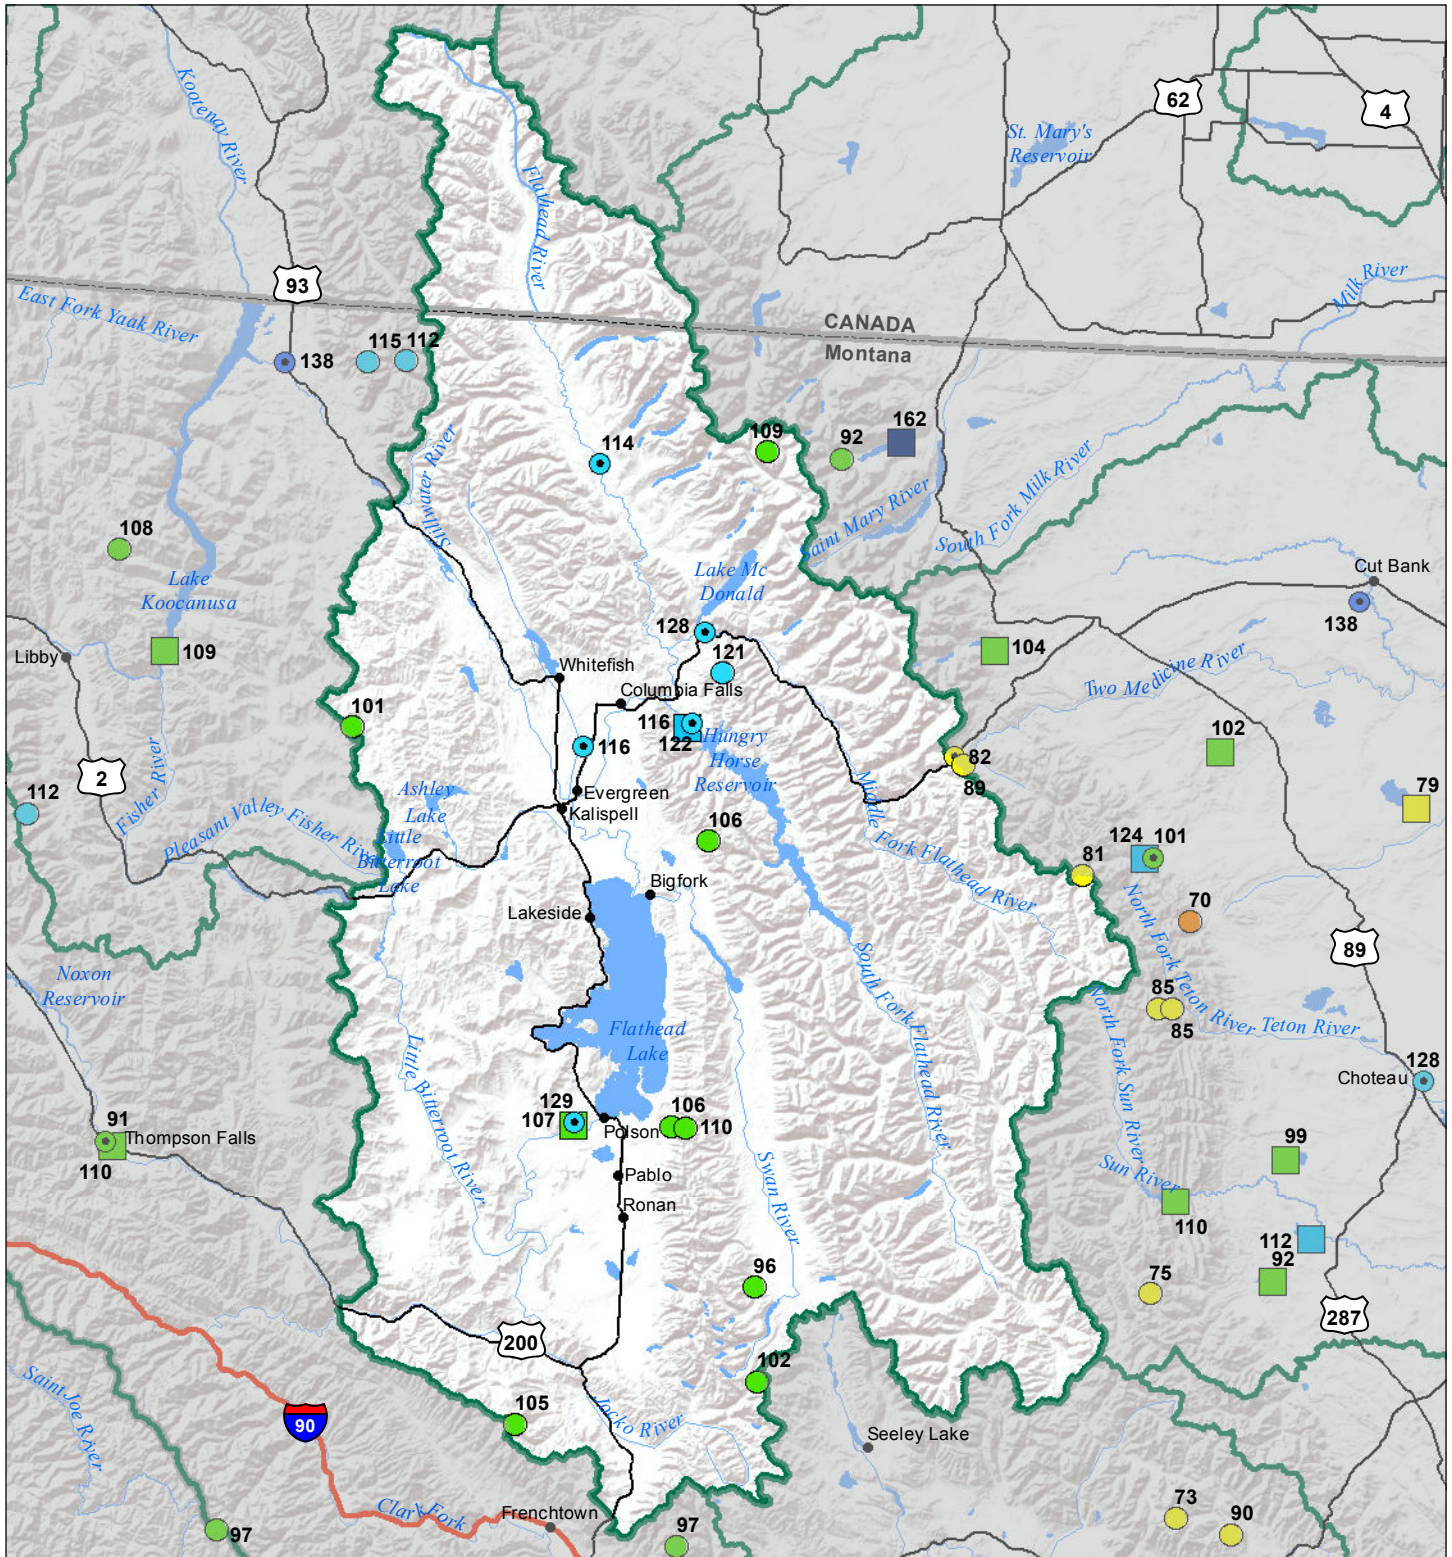 62
4
St. Mary's
Reservoir
Kootenay River
Flathead River
Milk River
93
East Fork Yaak River
CANADA
Montana
138
115
112
114
109
92
162
Stillwater River
Saint Mary River
South Fork Milk River
108
Lake
Koocanusa
Lake Mc
Donald
Cut Bank
138
Libby
109
128
121
104
Whitefish
Columbia Falls
Two Medicine River
101
116
122
116
Hungry
Horse
Reservoir
82
89
102
2
Fisher River
112
Ashley
Lake
Evergreen
Kalispell
79
Pleasant Valley Fisher River
Little
Bitterroot
Lake
106
Middle Fork Flathead River
81
124
101
Bigfork
Lakeside
70
North Fork Teton River
89
Noxon
Reservoir
South Fork Flathead River
85
85
Teton River
Flathead
Lake
Little Bitterroot River
North Fork Sun River
128
Choteau
91
Thompson Falls
110
129
107
Polson
106
110
99
Pablo
Swan River
Sun River
Ronan
110
112
92
96
75
200
287
102
Saint Joe River
105
Jocko River
90
Seeley Lake
Clark Fork
Frenchtown
97
97
73
90